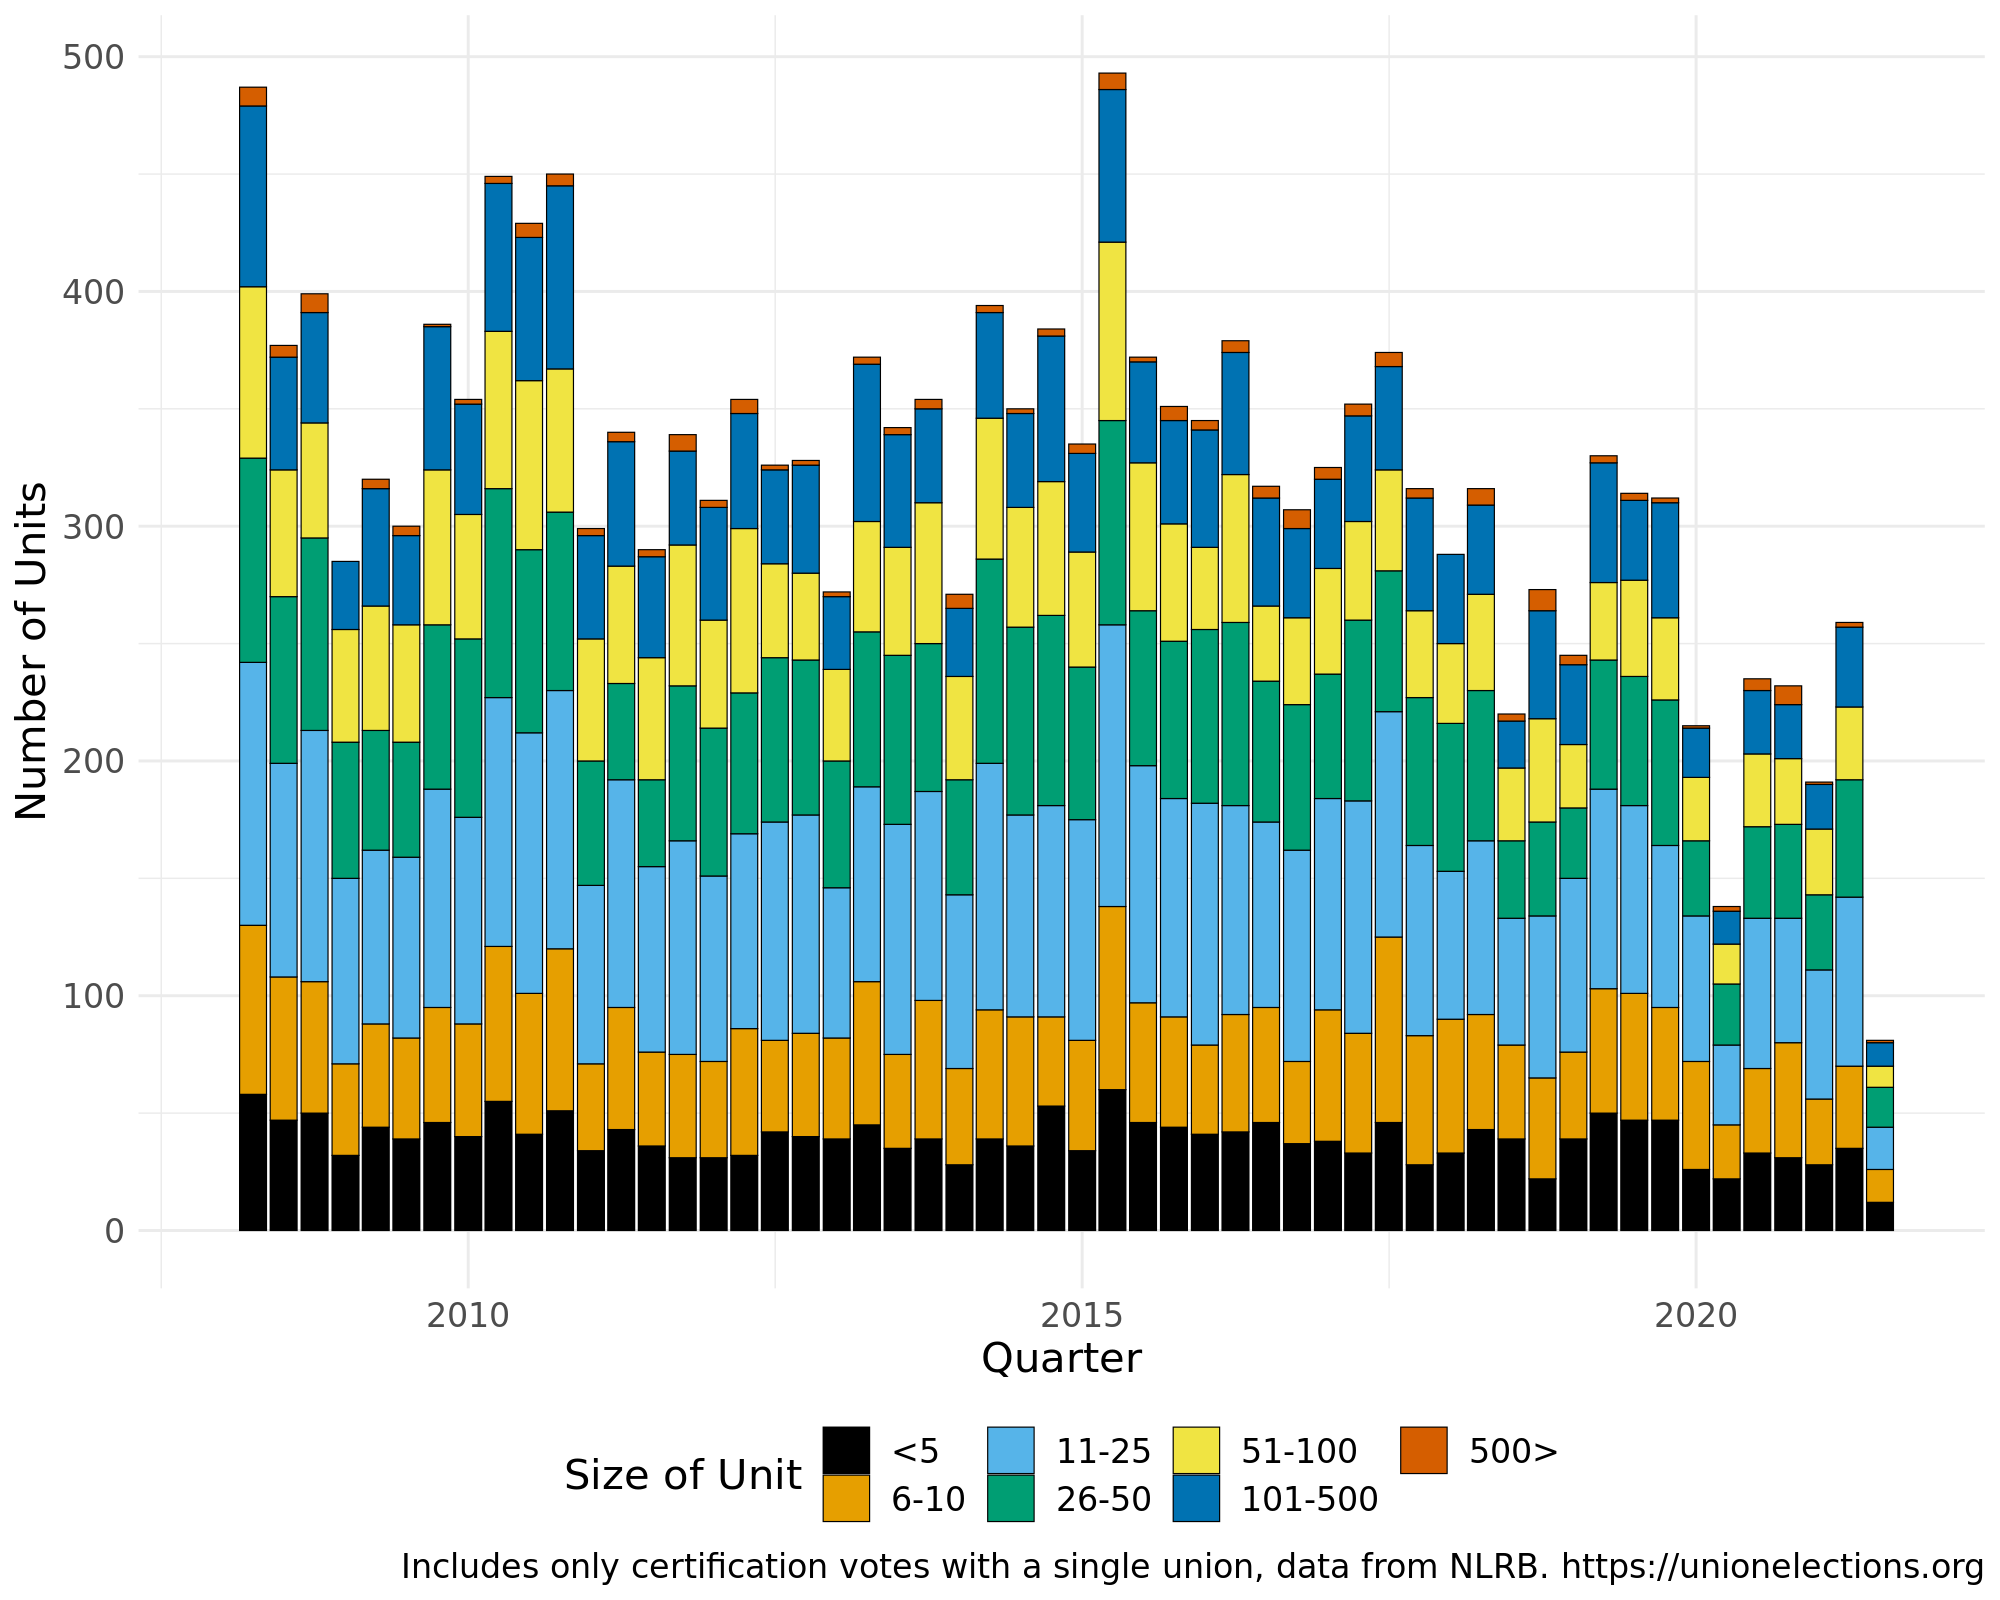 500
400
300
200
100
0
Number of Units
2010 2015 2020
Quarter
Size of Unit
<5 11-25 51-100 500>
6-10 26-50 101-500
Includes only certification votes with a single union, data from NLRB. https://unionelections.org